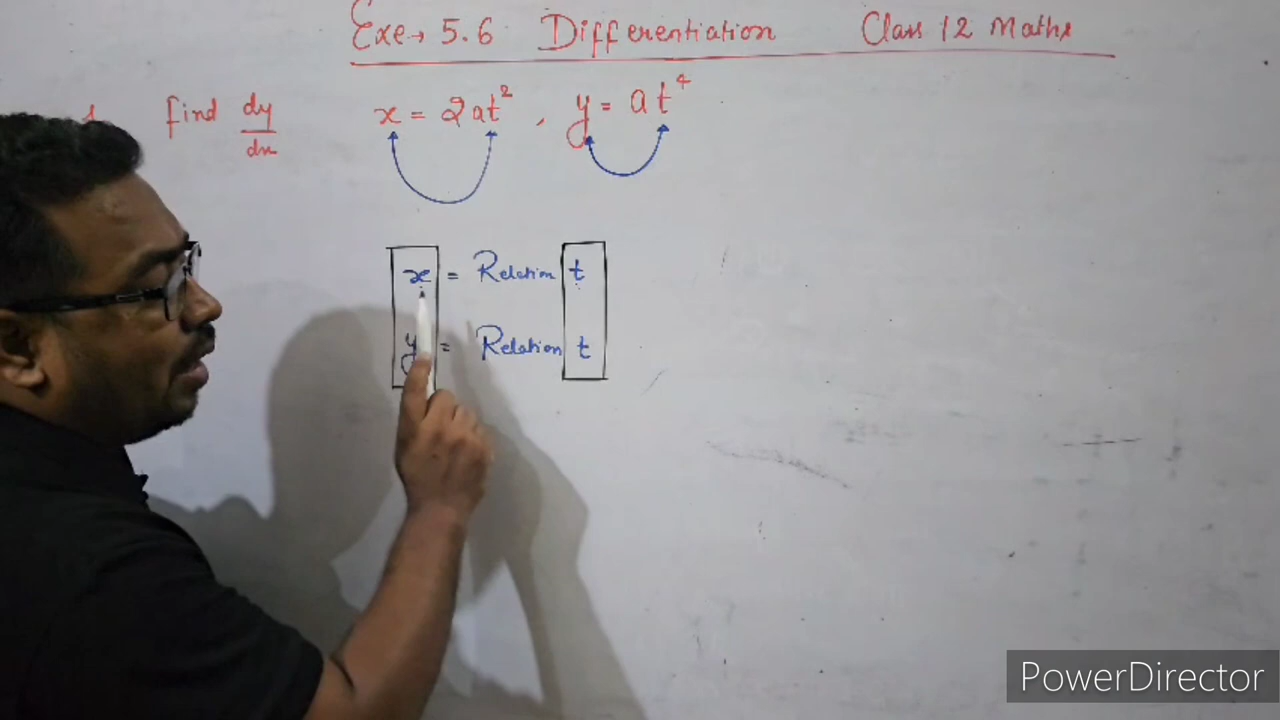 Exe→ 5.6 Differentiation Class 12 Maths
find dy/dx x = 2at², y = at⁴
x = Relation t
y = Relation t
PowerDirector